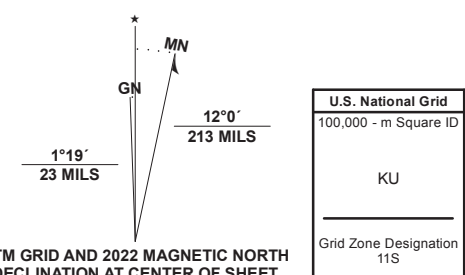 ★
MN
GN
12°0´
213 MILS
1°19´
23 MILS
TM GRID AND 2022 MAGNETIC NORTH
DECLINATION AT CENTER OF SHEET
U.S. National Grid
100,000 - m Square ID
KU
Grid Zone Designation
11S